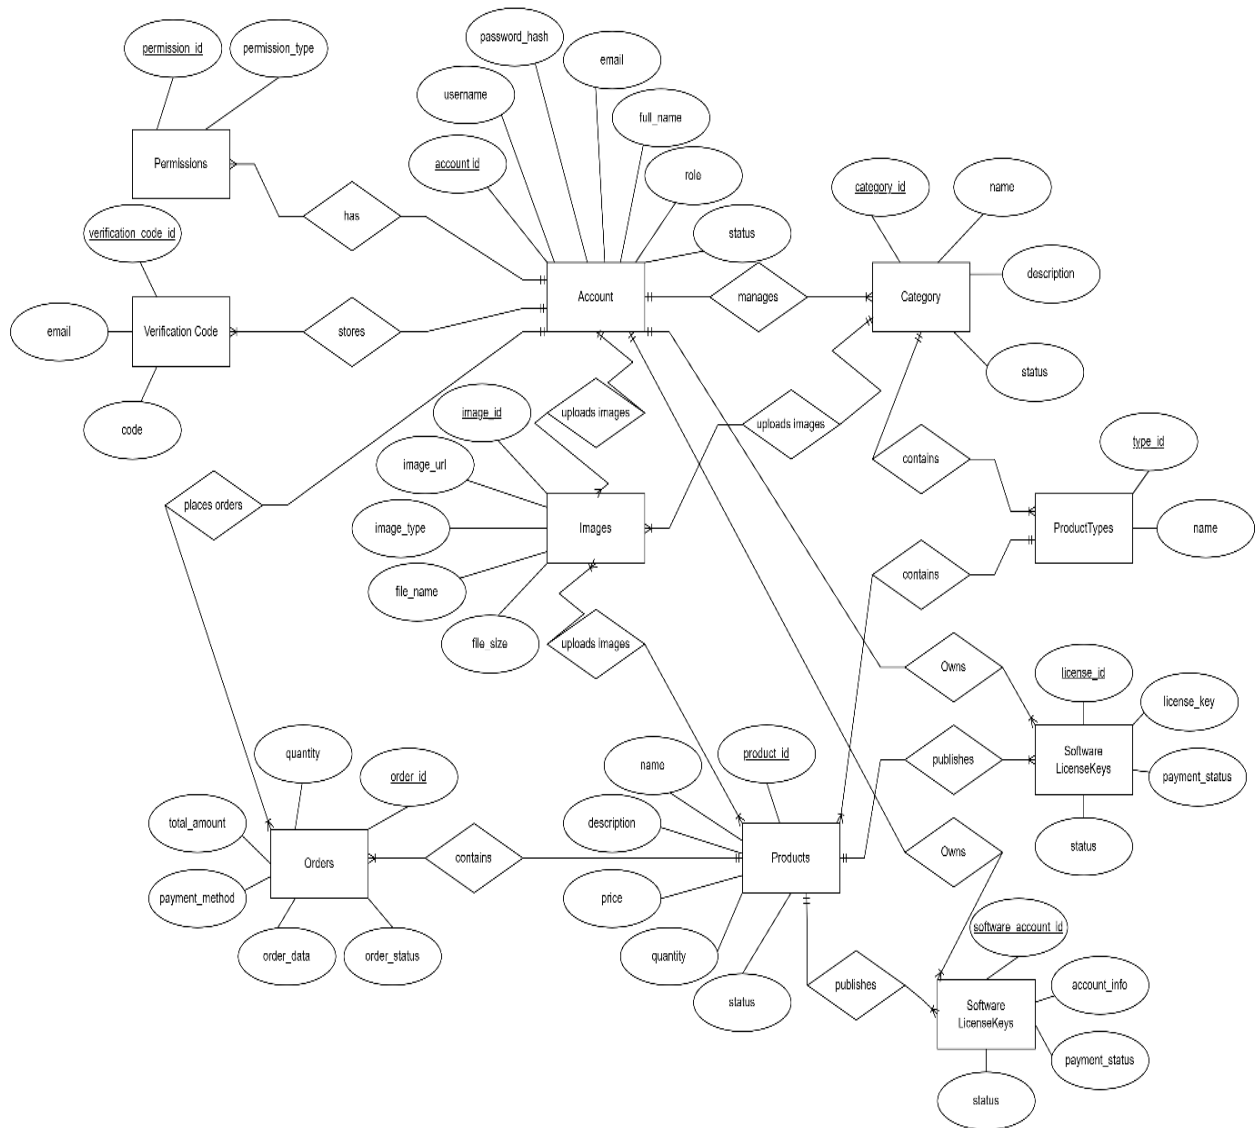 permission_id
permission_type
password_hash
email
username
full_name
account id
role
status
Permissions
has
verification_code_id
email
Verification Code
code
stores
Account
manages
category_id
name
description
Category
status
uploads images
uploads images
image_id
image_url
image_type
file_name
file_size
Images
places orders
contains
type_id
name
ProductTypes
contains
uploads images
Owns
license_id
license_key
payment_status
status
Software
LicenseKeys
publishes
quantity
order_id
total_amount
payment_method
order_data
order_status
Orders
contains
name
product_id
description
price
quantity
status
Products
Owns
publishes
software_account_id
account_info
payment_status
status
Software
LicenseKeys